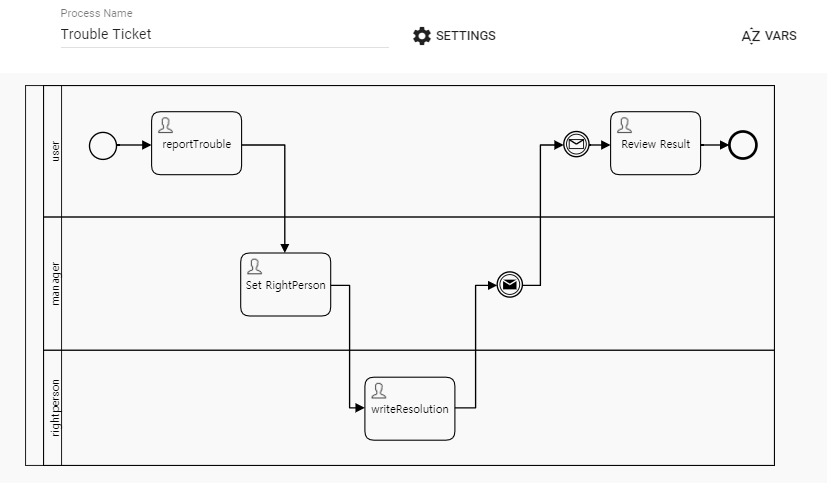 Process Name
Trouble Ticket
SETTINGS
AZ VARS
user
reportTrouble
Review Result
manager
Set RightPerson
rightperson
writeResolution